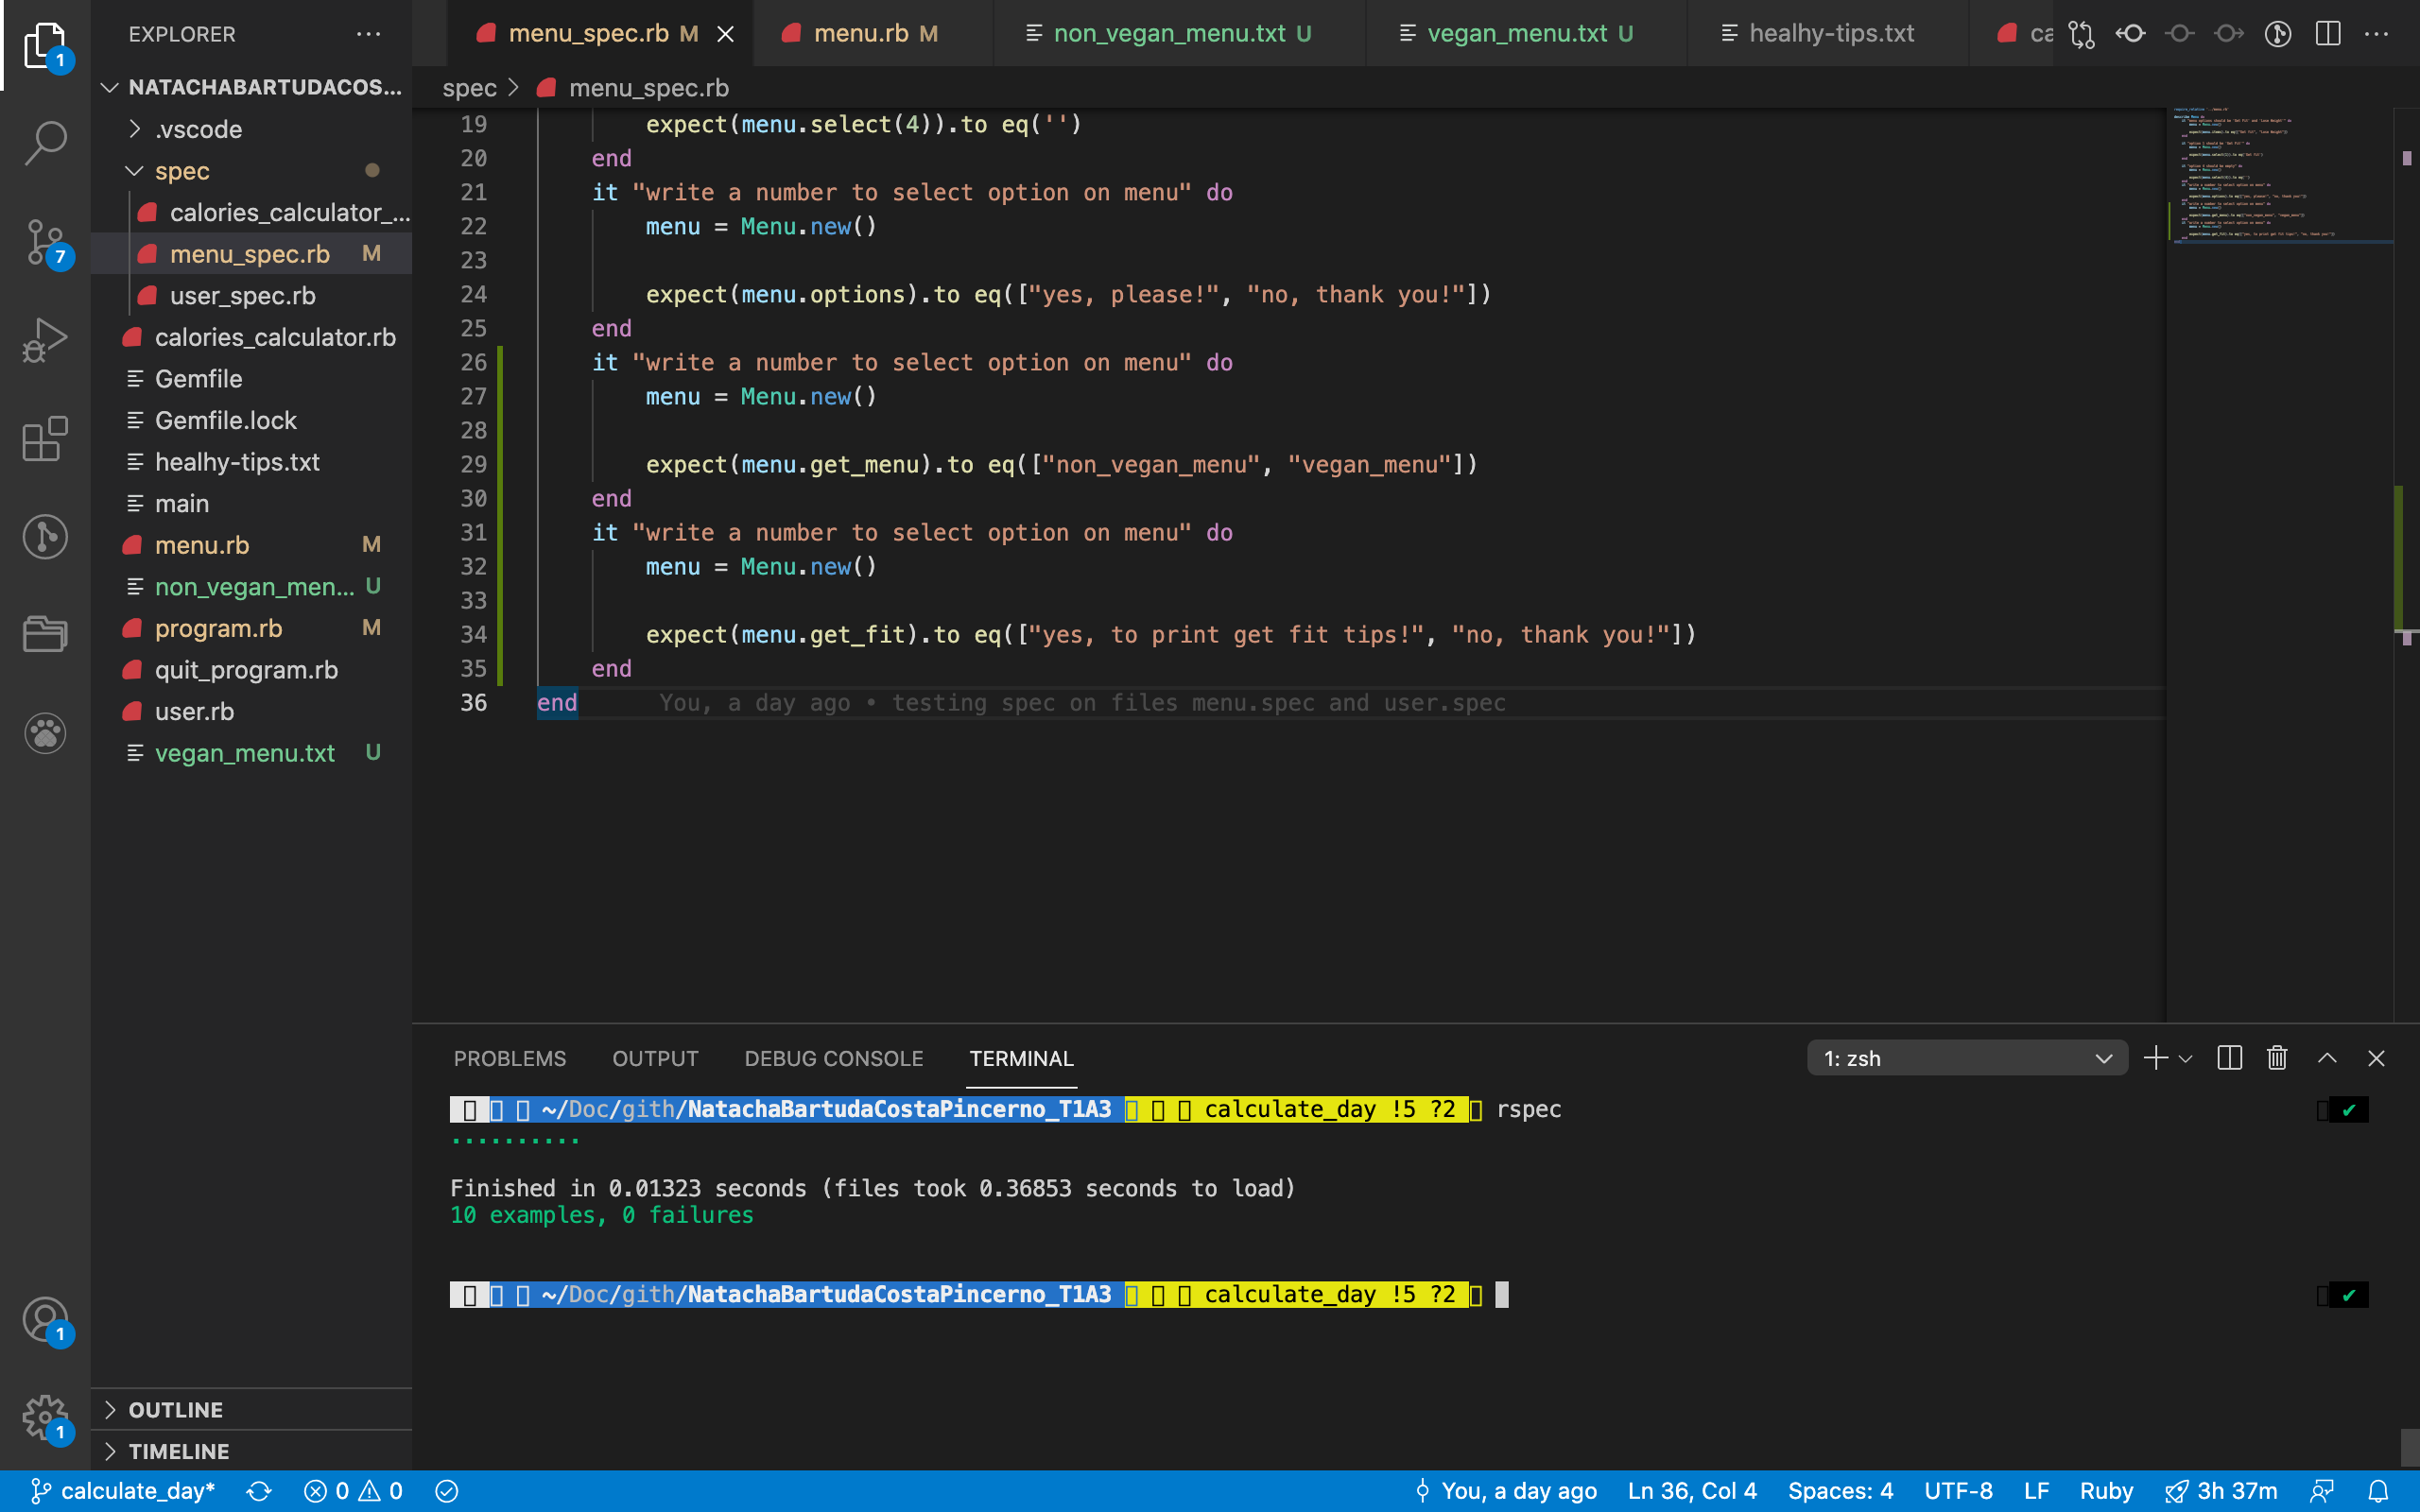 EXPLORER
NATACHABARTUDACOS...
.vscode
spec
calories_calculator_...
menu_spec.rb M
user_spec.rb
calories_calculator.rb
Gemfile
Gemfile.lock
healhy-tips.txt
main
menu.rb M
non_vegan_men... U
program.rb M
quit_program.rb
user.rb
vegan_menu.txt U
OUTLINE
TIMELINE
1
7
1
1
menu_spec.rb M menu.rb M non_vegan_menu.txt U vegan_menu.txt U healhy-tips.txt ca
spec > menu_spec.rb
19 expect(menu.select(4)).to eq('')
20 end
21 it "write a number to select option on menu" do
22 menu = Menu.new()
23
24 expect(menu.options).to eq(["yes, please!", "no, thank you!"])
25 end
26 it "write a number to select option on menu" do
27 menu = Menu.new()
28
29 expect(menu.get_menu).to eq(["non_vegan_menu", "vegan_menu"])
30 end
31 it "write a number to select option on menu" do
32 menu = Menu.new()
33
34 expect(menu.get_fit).to eq(["yes, to print get fit tips!", "no, thank you!"])
35 end
36 end You, a day ago • testing spec on files menu.spec and user.spec
PROBLEMS OUTPUT DEBUG CONSOLE TERMINAL 1: zsh
~/Doc/gith/NatachaBartudaCostaPincerno_T1A3 calculate_day !5 ?2 rspec ✔
..........
Finished in 0.01323 seconds (files took 0.36853 seconds to load)
10 examples, 0 failures
~/Doc/gith/NatachaBartudaCostaPincerno_T1A3 calculate_day !5 ?2 ✔
calculate_day* 0 0 You, a day ago Ln 36, Col 4 Spaces: 4 UTF-8 LF Ruby 3h 37m